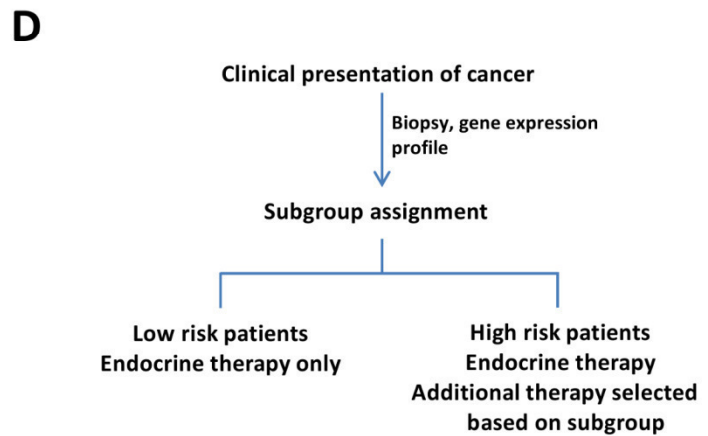 D
Clinical presentation of cancer
Biopsy, gene expression
profile
Subgroup assignment
Low risk patients
Endocrine therapy only
High risk patients
Endocrine therapy
Additional therapy selected
based on subgroup